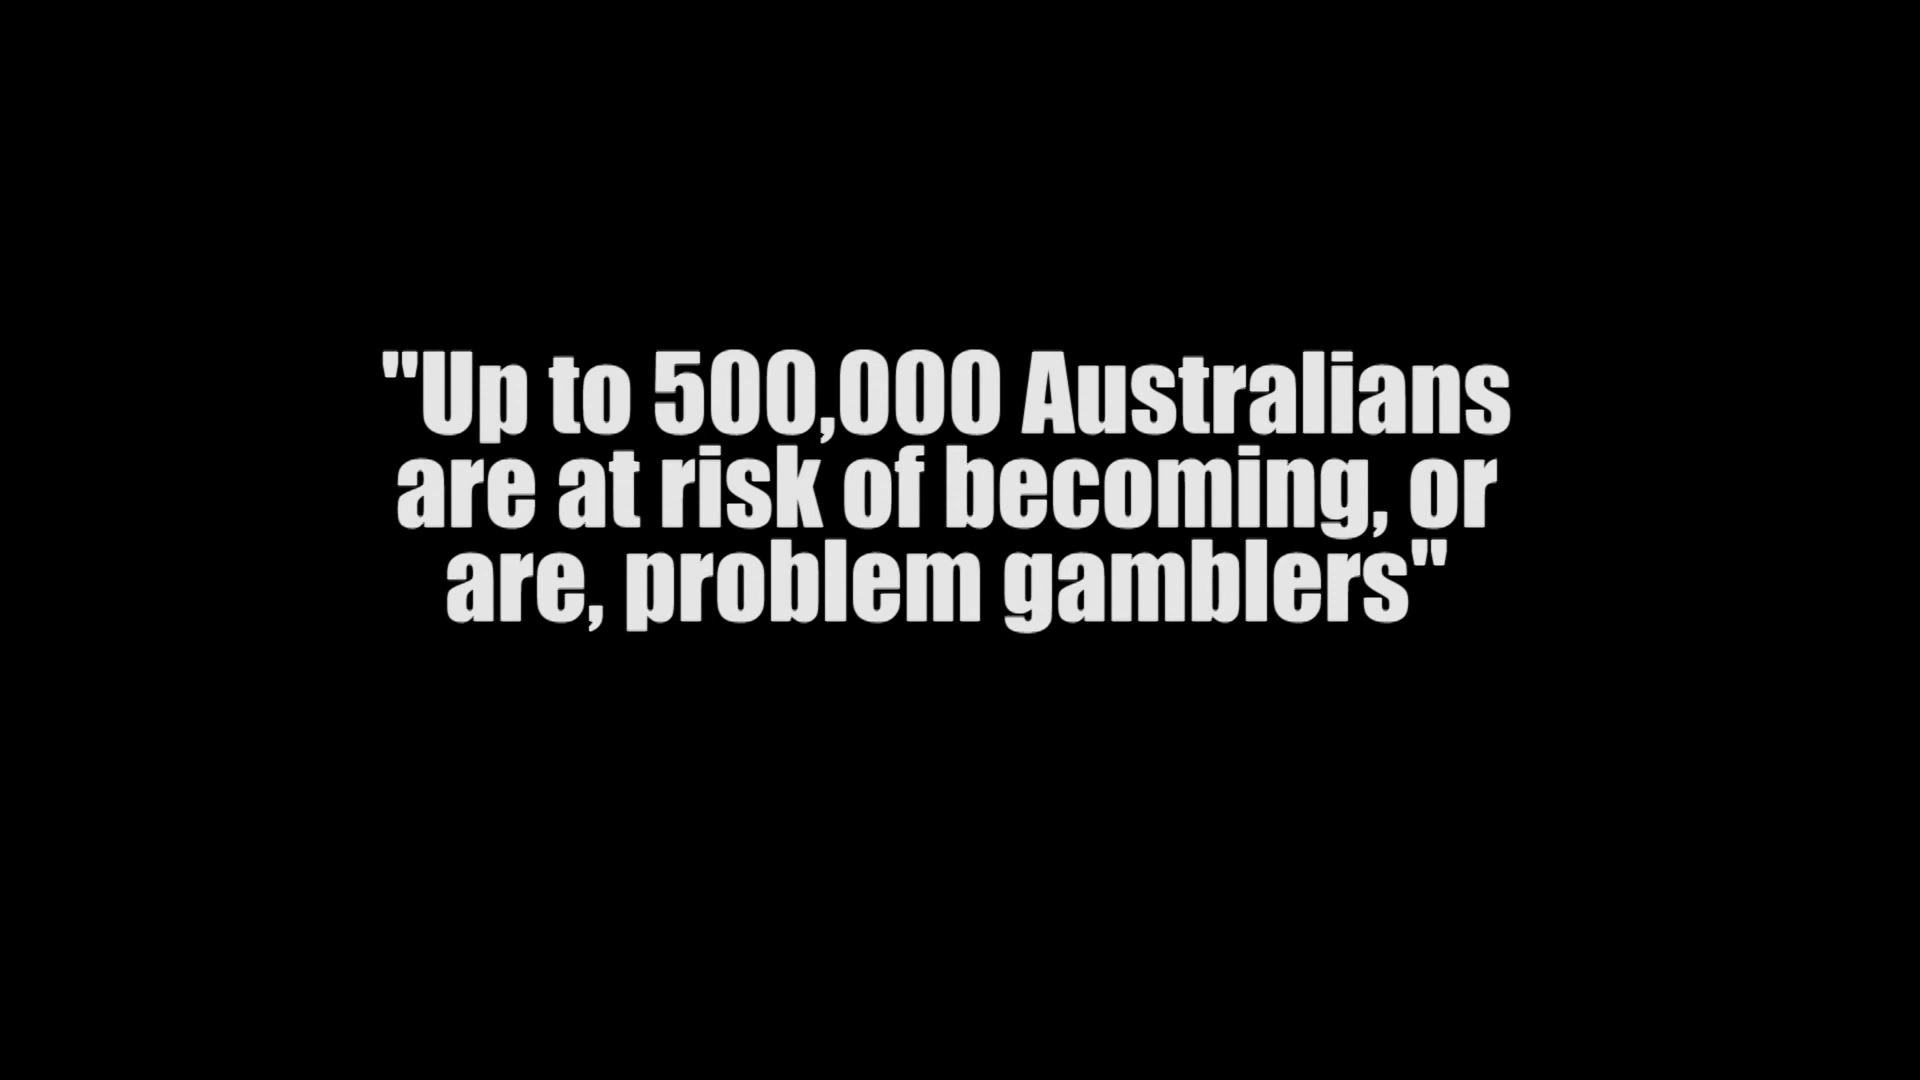 "Up to 500,000 Australians
are at risk of becoming, or
are, problem gamblers"